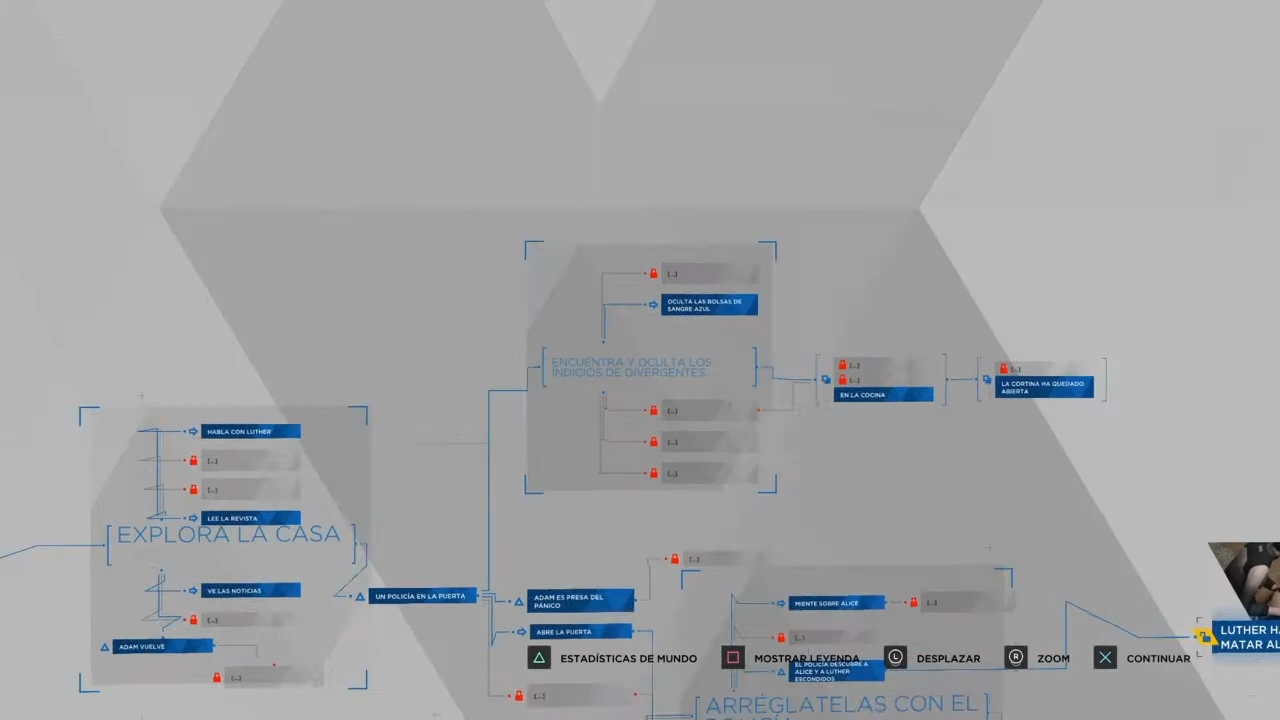 [...]
OCULTA LAS BOLSAS DE
SANGRE AZUL
ENCUENTRA Y OCULTA LOS
INDICIOS DE DIVERGENTES
[...]
[...]
EN LA COCINA
[...]
LA CORTINA HA QUEDADO
ABIERTA
[...]
[...]
[...]
HABLA CON LUTHER
[...]
[...]
LEE LA REVISTA
EXPLORA LA CASA
VE LAS NOTICIAS
[...]
ADAM VUELVE
[...]
UN POLICÍA EN LA PUERTA
[...]
ADAM ES PRESA DEL
PÁNICO
ABRE LA PUERTA
[...]
MIENTE SOBRE ALICE
[...]
[...]
EL POLICÍA DESCUBRE A
ALICE Y A LUTHER
ESCONDIDOS
ARRÉGLATELAS CON EL
LUTHER
MATAR
ESTADÍSTICAS DE MUNDO
MOSTRAR LEYENDA
L
DESPLAZAR
R
ZOOM
CONTINUAR